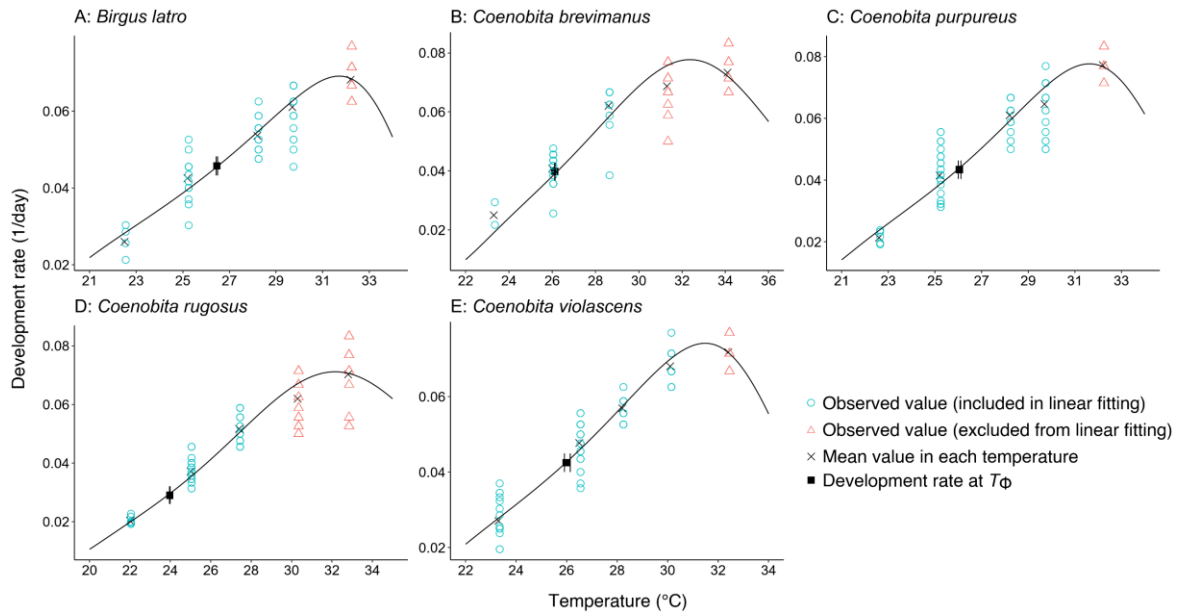 A: Birgus latro
B: Coenobita brevimanus
C: Coenobita purpureus
0.06
0.04
0.02
21 23 25 27 29 31 33
0.08
0.06
0.04
0.02
22 24 26 28 30 32 34 36
0.08
0.06
0.04
0.02
21 23 25 27 29 31 33
Development rate (1/day)
D: Coenobita rugosus
E: Coenobita violascens
0.08
0.06
0.04
0.02
20 22 24 26 28 30 32 34
0.06
0.04
0.02
22 24 26 28 30 32 34
Observed value (included in linear fitting)
Observed value (excluded from linear fitting)
Mean value in each temperature
Development rate at TΦ
Temperature (°C)